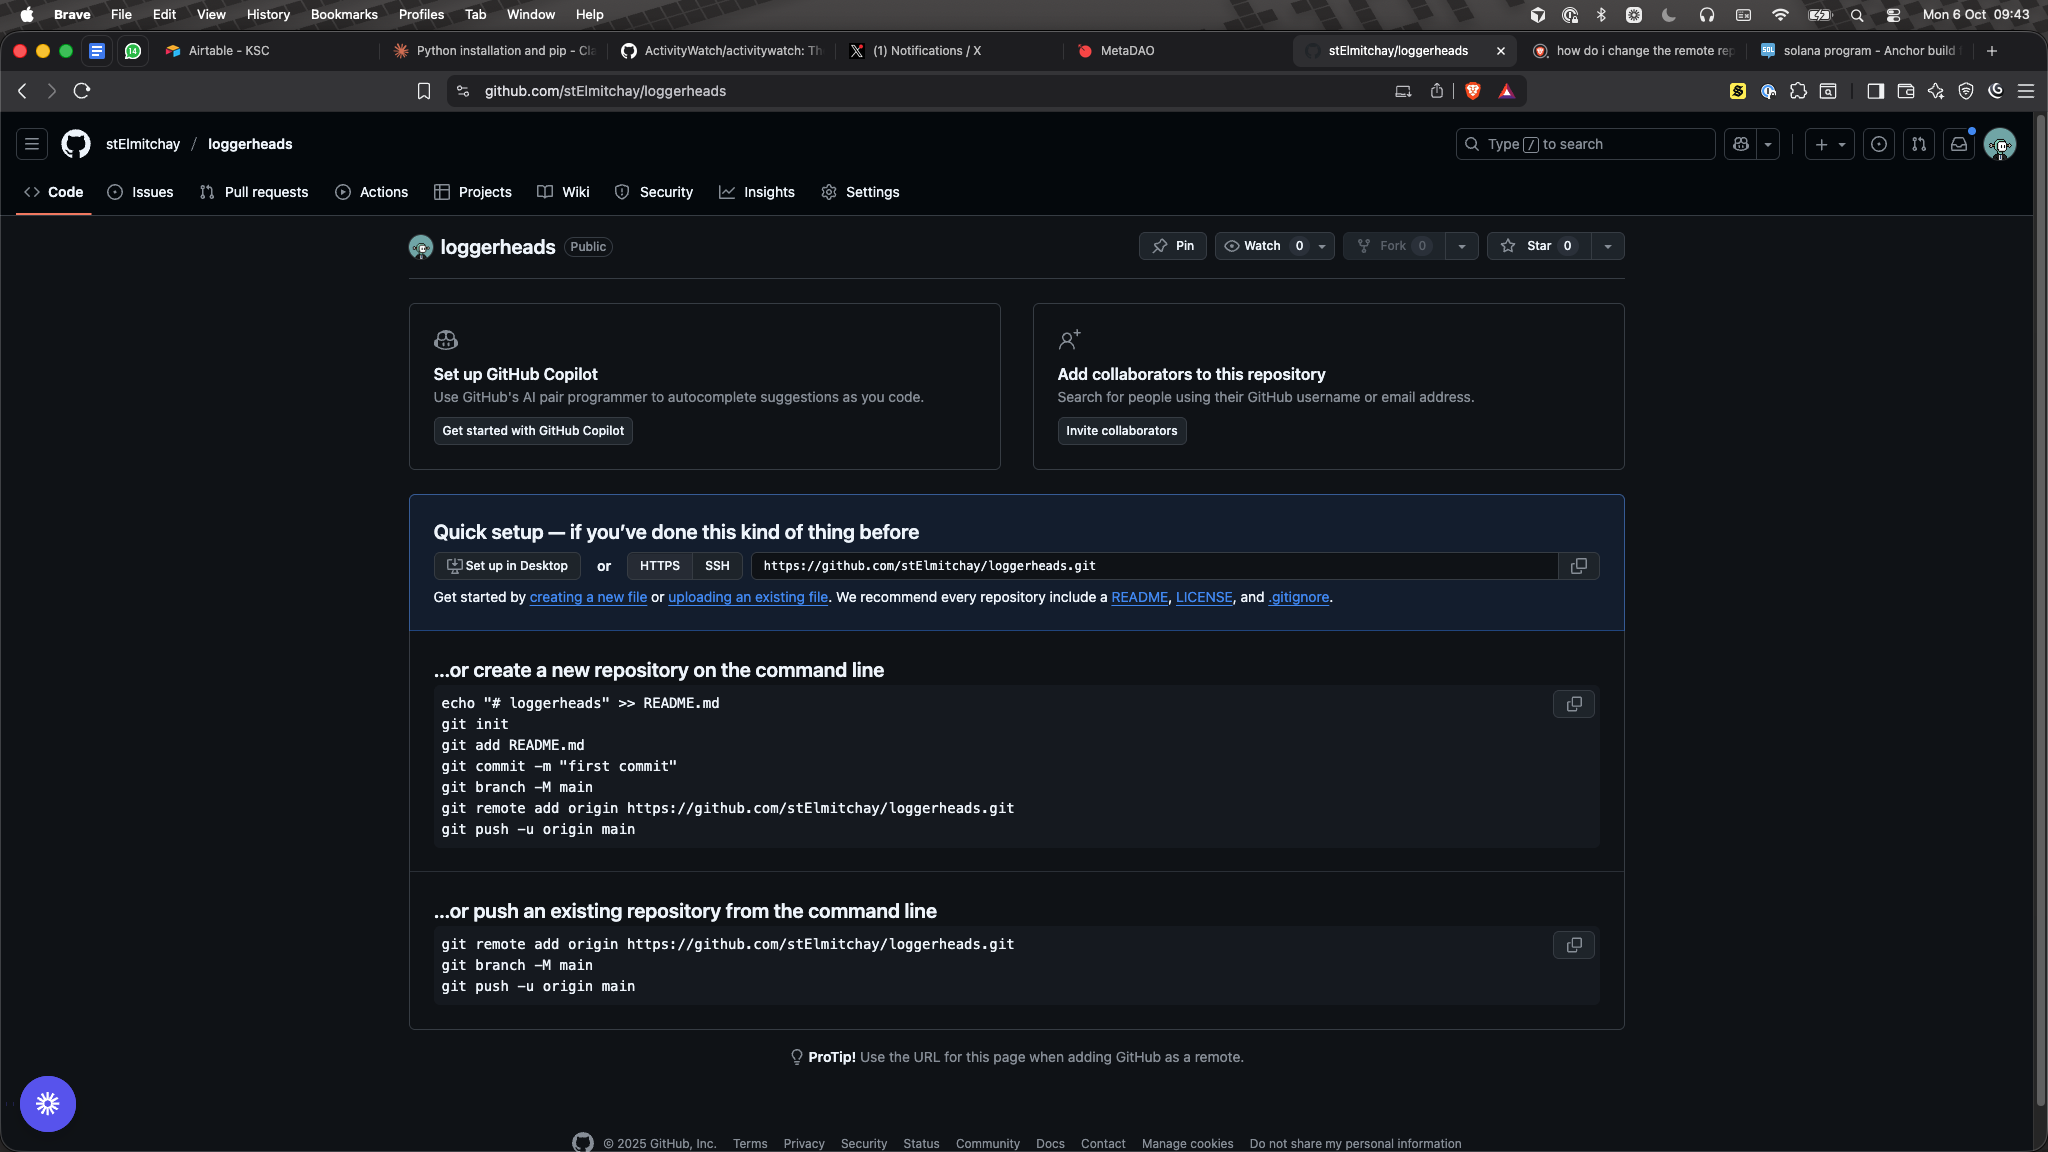 Brave File Edit View History Bookmarks Profiles Tab Window Help Mon 6 Oct 09:43
14 Airtable - KSC Python installation and pip - Cla ActivityWatch/activitywatch: Th (1) Notifications / X MetaDAO stElmitchay/loggerheads how do i change the remote rep solana program - Anchor build
github.com/stElmitchay/loggerheads
stElmitchay / loggerheads Type / to search
Code Issues Pull requests Actions Projects Wiki Security Insights Settings
loggerheads Public Pin Watch 0 Fork 0 Star 0
Set up GitHub Copilot
Use GitHub's AI pair programmer to autocomplete suggestions as you code.
Get started with GitHub Copilot
Add collaborators to this repository
Search for people using their GitHub username or email address.
Invite collaborators
Quick setup — if you’ve done this kind of thing before
Set up in Desktop or HTTPS SSH https://github.com/stElmitchay/loggerheads.git
Get started by creating a new file or uploading an existing file. We recommend every repository include a README, LICENSE, and .gitignore.
…or create a new repository on the command line
echo "# loggerheads" >> README.md
git init
git add README.md
git commit -m "first commit"
git branch -M main
git remote add origin https://github.com/stElmitchay/loggerheads.git
git push -u origin main
…or push an existing repository from the command line
git remote add origin https://github.com/stElmitchay/loggerheads.git
git branch -M main
git push -u origin main
ProTip! Use the URL for this page when adding GitHub as a remote.
© 2025 GitHub, Inc. Terms Privacy Security Status Community Docs Contact Manage cookies Do not share my personal information